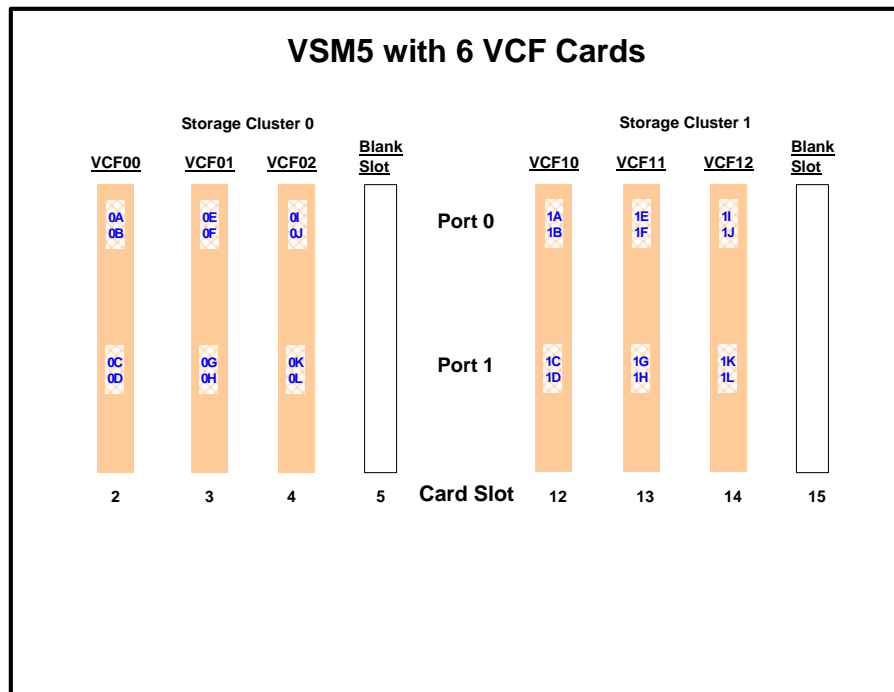 VSM5 with 6 VCF Cards
Storage Cluster 0
Storage Cluster 1
VCF00 VCF01 VCF02 Blank Slot VCF10 VCF11 VCF12 Blank Slot
0A 0E 0I Port 0 1A 1E 1I
0B 0F 0J 1B 1F 1J
0C 0G 0K Port 1 1C 1G 1K
0D 0H 0L 1D 1H 1L
2 3 4 5 Card Slot 12 13 14 15